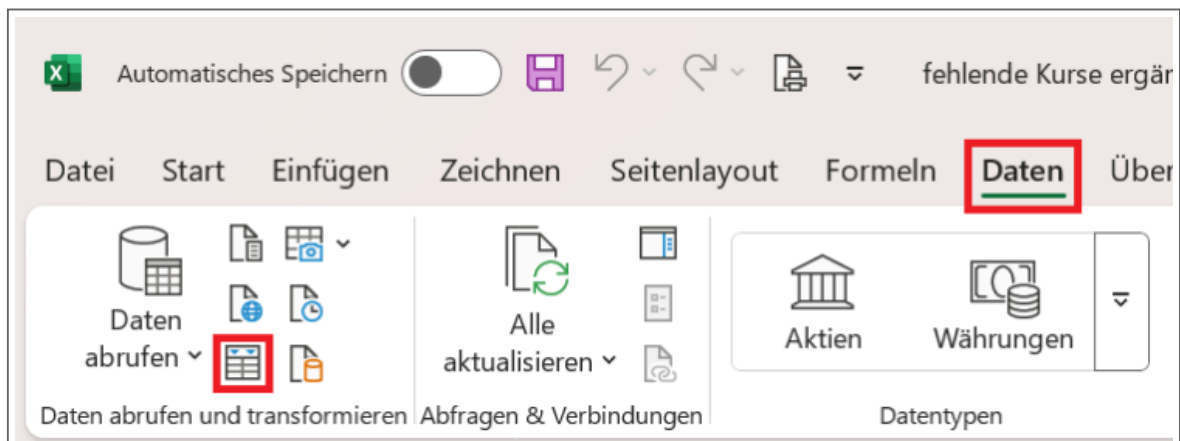 Automatisches Speichern
fehlende Kurse ergän
Datei Start Einfügen Zeichnen Seitenlayout Formeln Daten Über
Daten
abrufen
Alle
aktualisieren
Aktien
Währungen
Daten abrufen und transformieren
Abfragen & Verbindungen
Datentypen